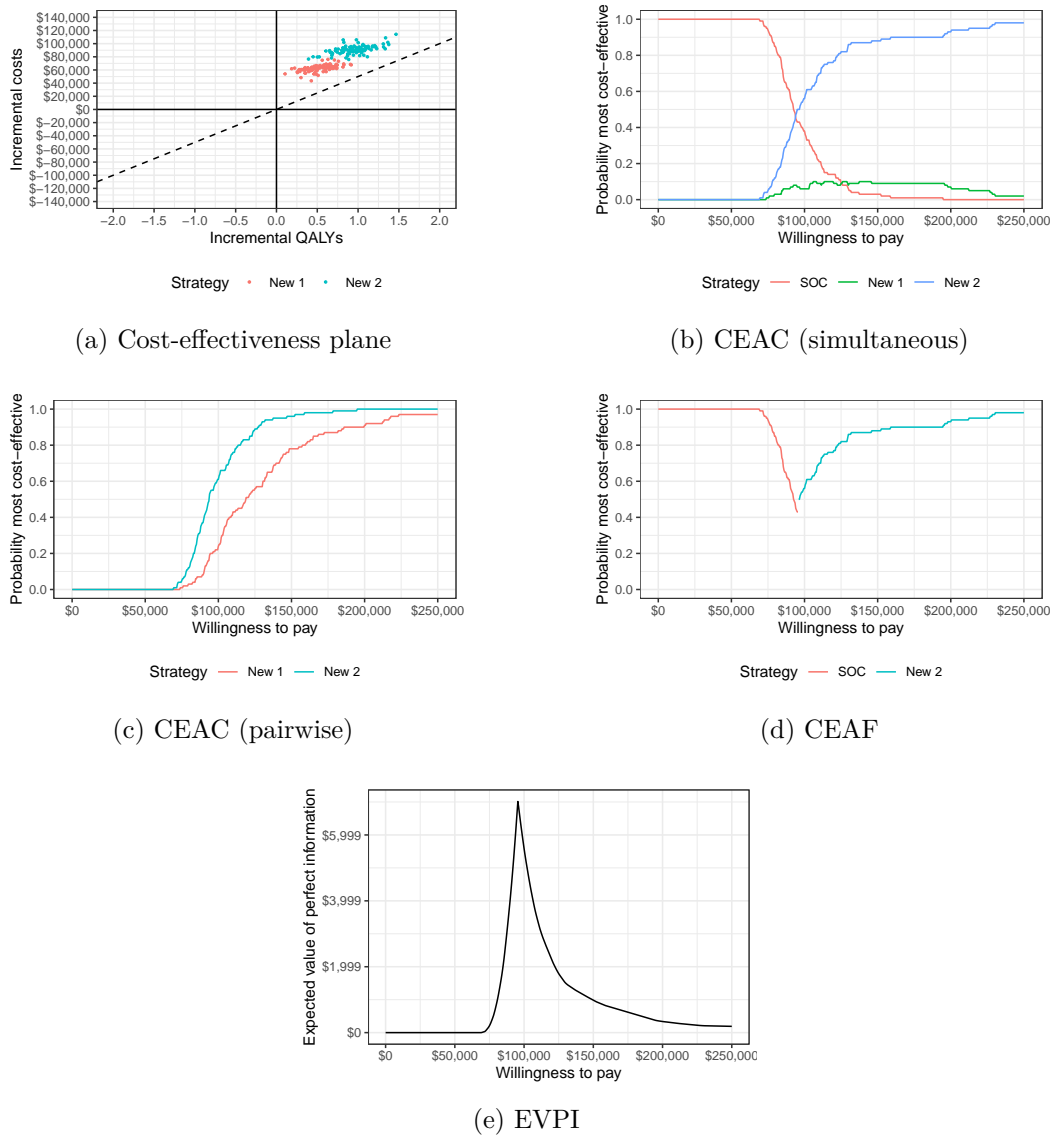 $140,000
$120,000
$100,000
$80,000
$60,000
$40,000
$20,000
$0
$−20,000
$−40,000
$−60,000
$−80,000
$−100,000
$−120,000
$−140,000
Incremental costs
−2.0 −1.5 −1.0 −0.5 0.0 0.5 1.0 1.5 2.0
Incremental QALYs
Strategy New 1 New 2
(a) Cost-effectiveness plane
1.0
0.8
0.6
0.4
0.2
0.0
Probability most cost−effective
$0 $50,000 $100,000 $150,000 $200,000 $250,000
Willingness to pay
Strategy SOC New 1 New 2
(b) CEAC (simultaneous)
1.0
0.8
0.6
0.4
0.2
0.0
Probability most cost−effective
$0 $50,000 $100,000 $150,000 $200,000 $250,000
Willingness to pay
Strategy New 1 New 2
(c) CEAC (pairwise)
1.0
0.8
0.6
0.4
0.2
0.0
Probability most cost−effective
$0 $50,000 $100,000 $150,000 $200,000 $250,000
Willingness to pay
Strategy SOC New 2
(d) CEAF
$5,999
$3,999
$1,999
$0
Expected value of perfect information
$0 $50,000 $100,000 $150,000 $200,000 $250,000
Willingness to pay
(e) EVPI